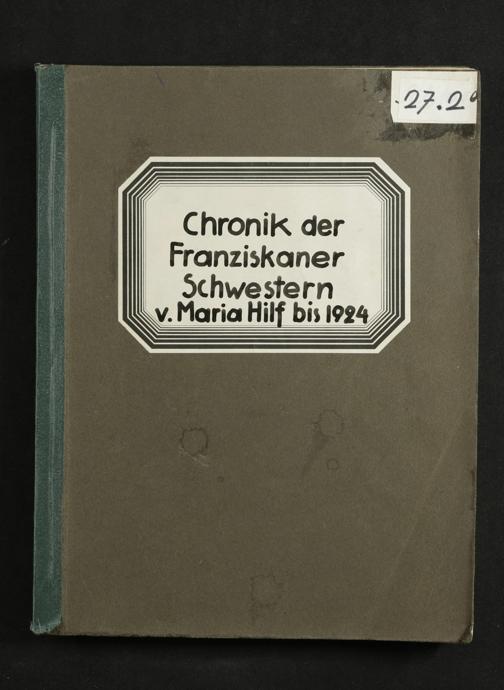 .27.2
Chronik der
Franziskaner
Schwestern
v. Maria Hilf bis 1924